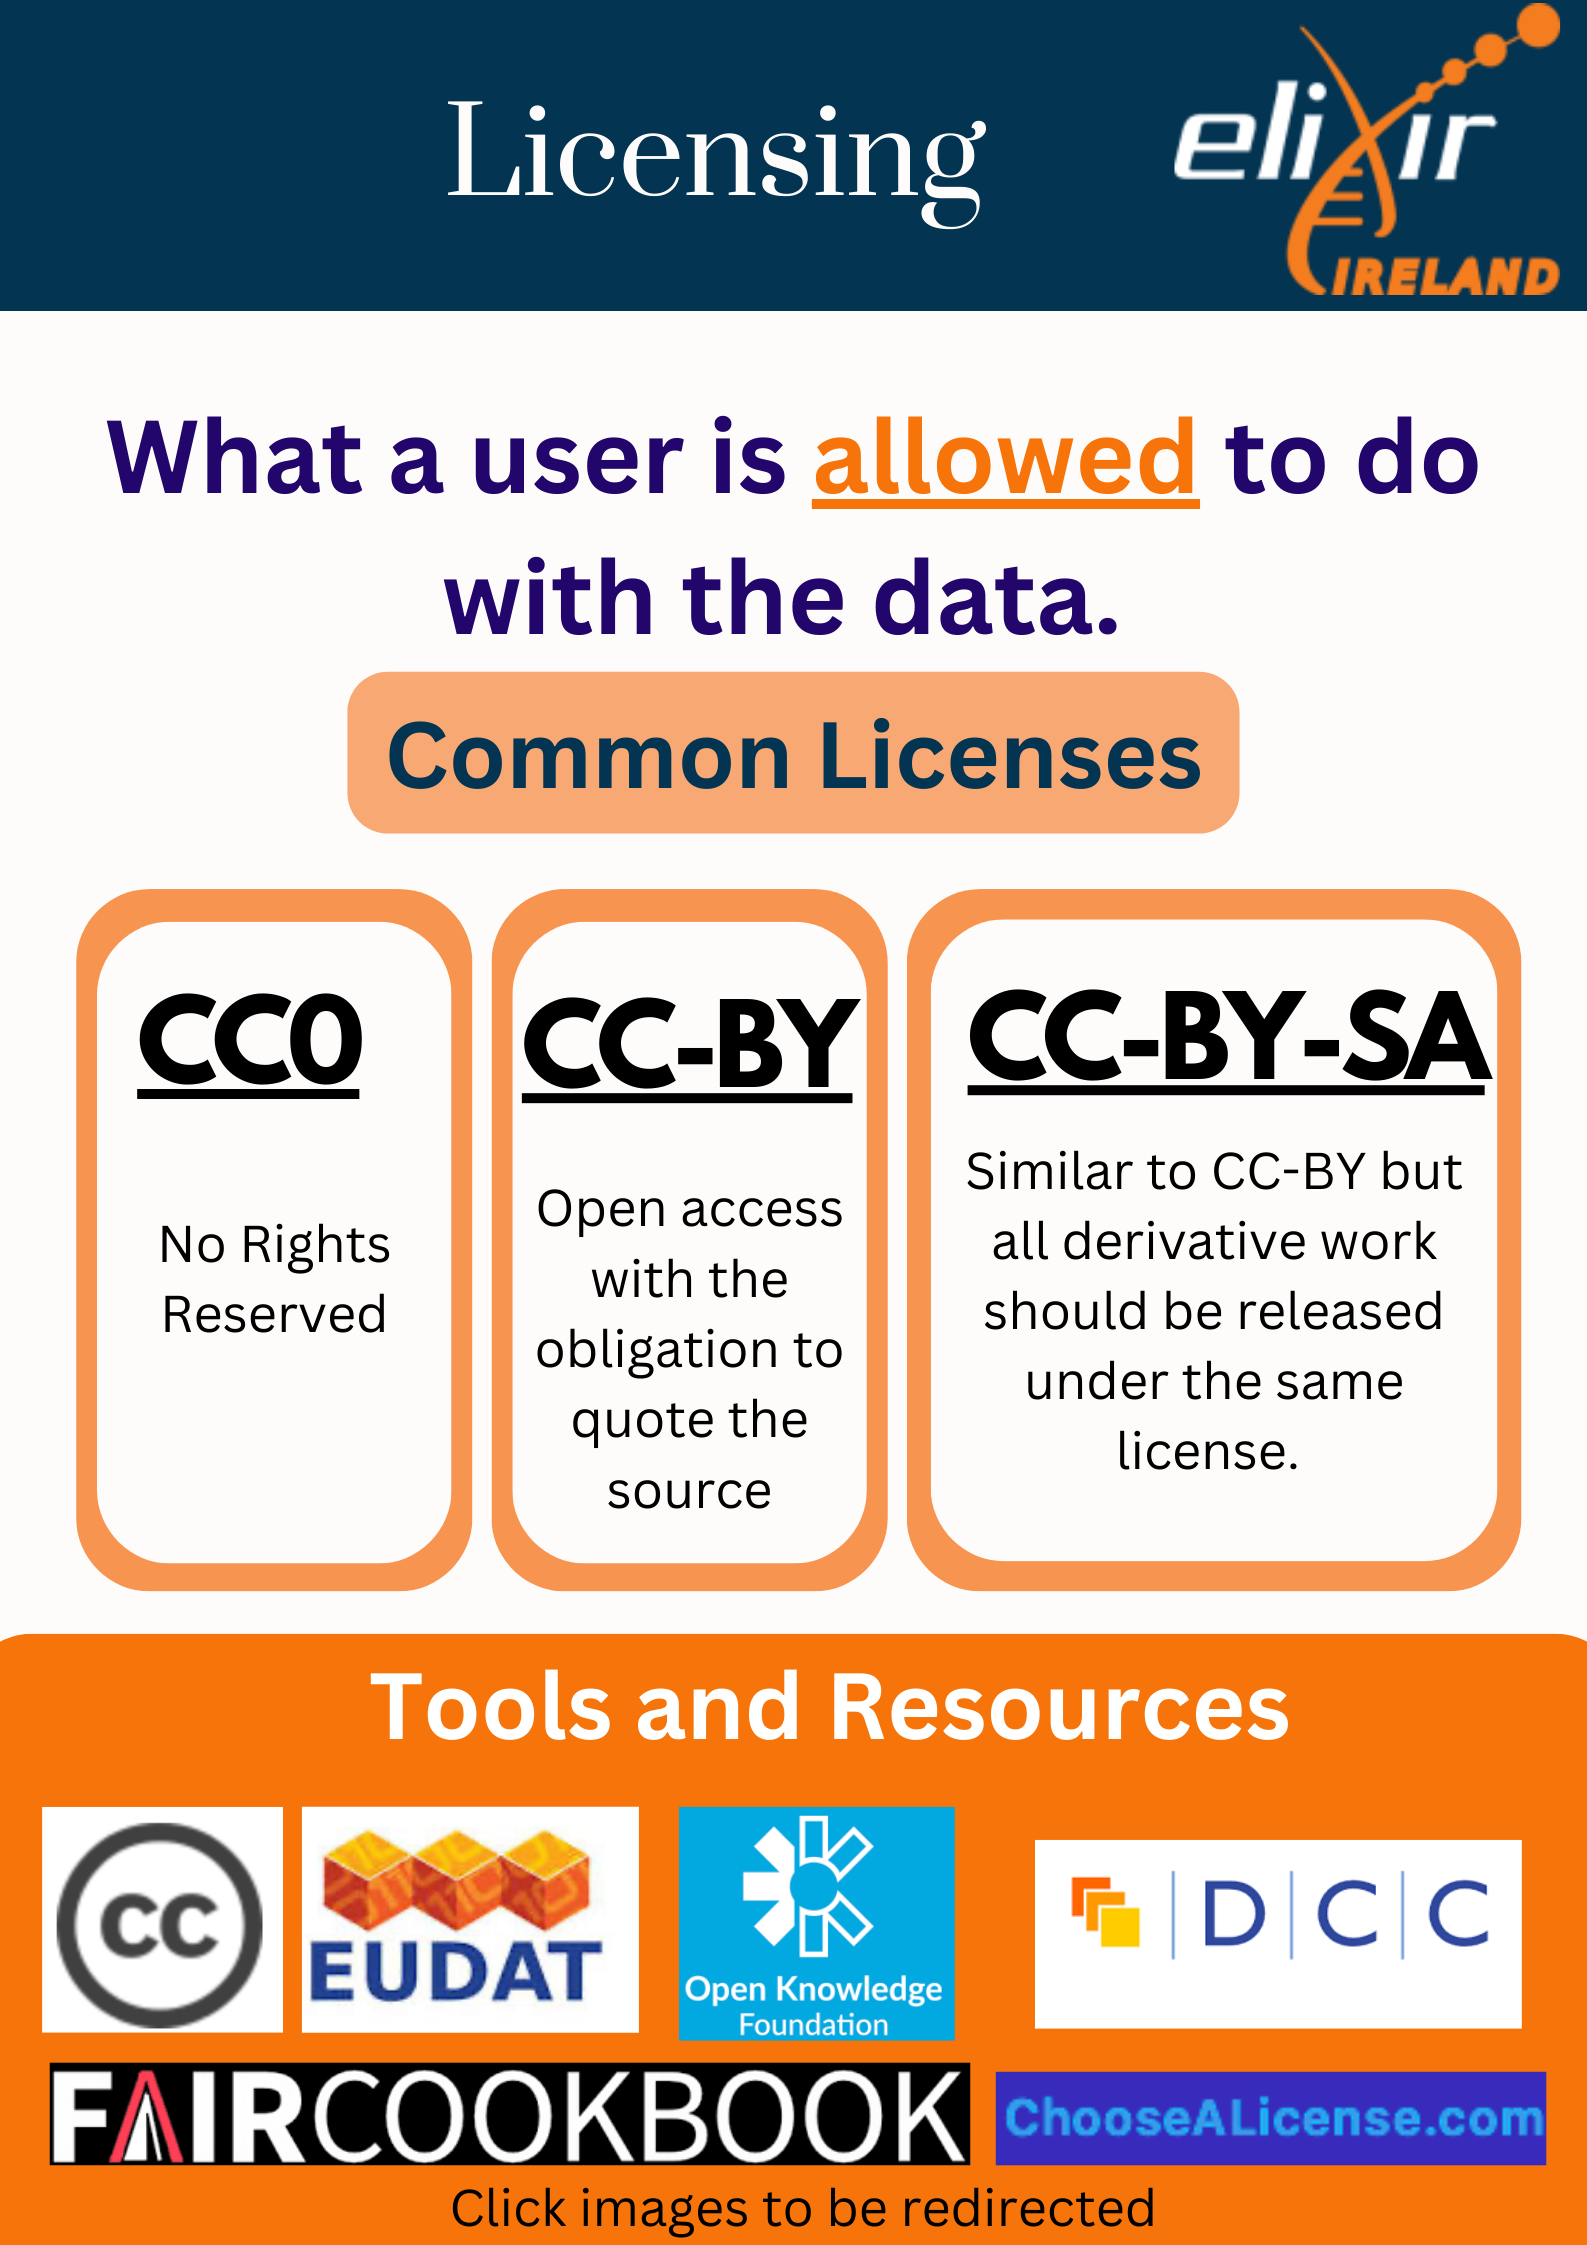 Licensing
elixir
IRELAND
What a user is allowed to do
with the data.
Common Licenses
CC0
No Rights
Reserved
CC-BY
Open access
with the
obligation to
quote the
source
CC-BY-SA
Similar to CC-BY but
all derivative work
should be released
under the same
license.
Tools and Resources
CC
EUDAT
Open Knowledge
Foundation
D C C
FAIRCOOKBOOK
ChooseALicense.com
Click images to be redirected